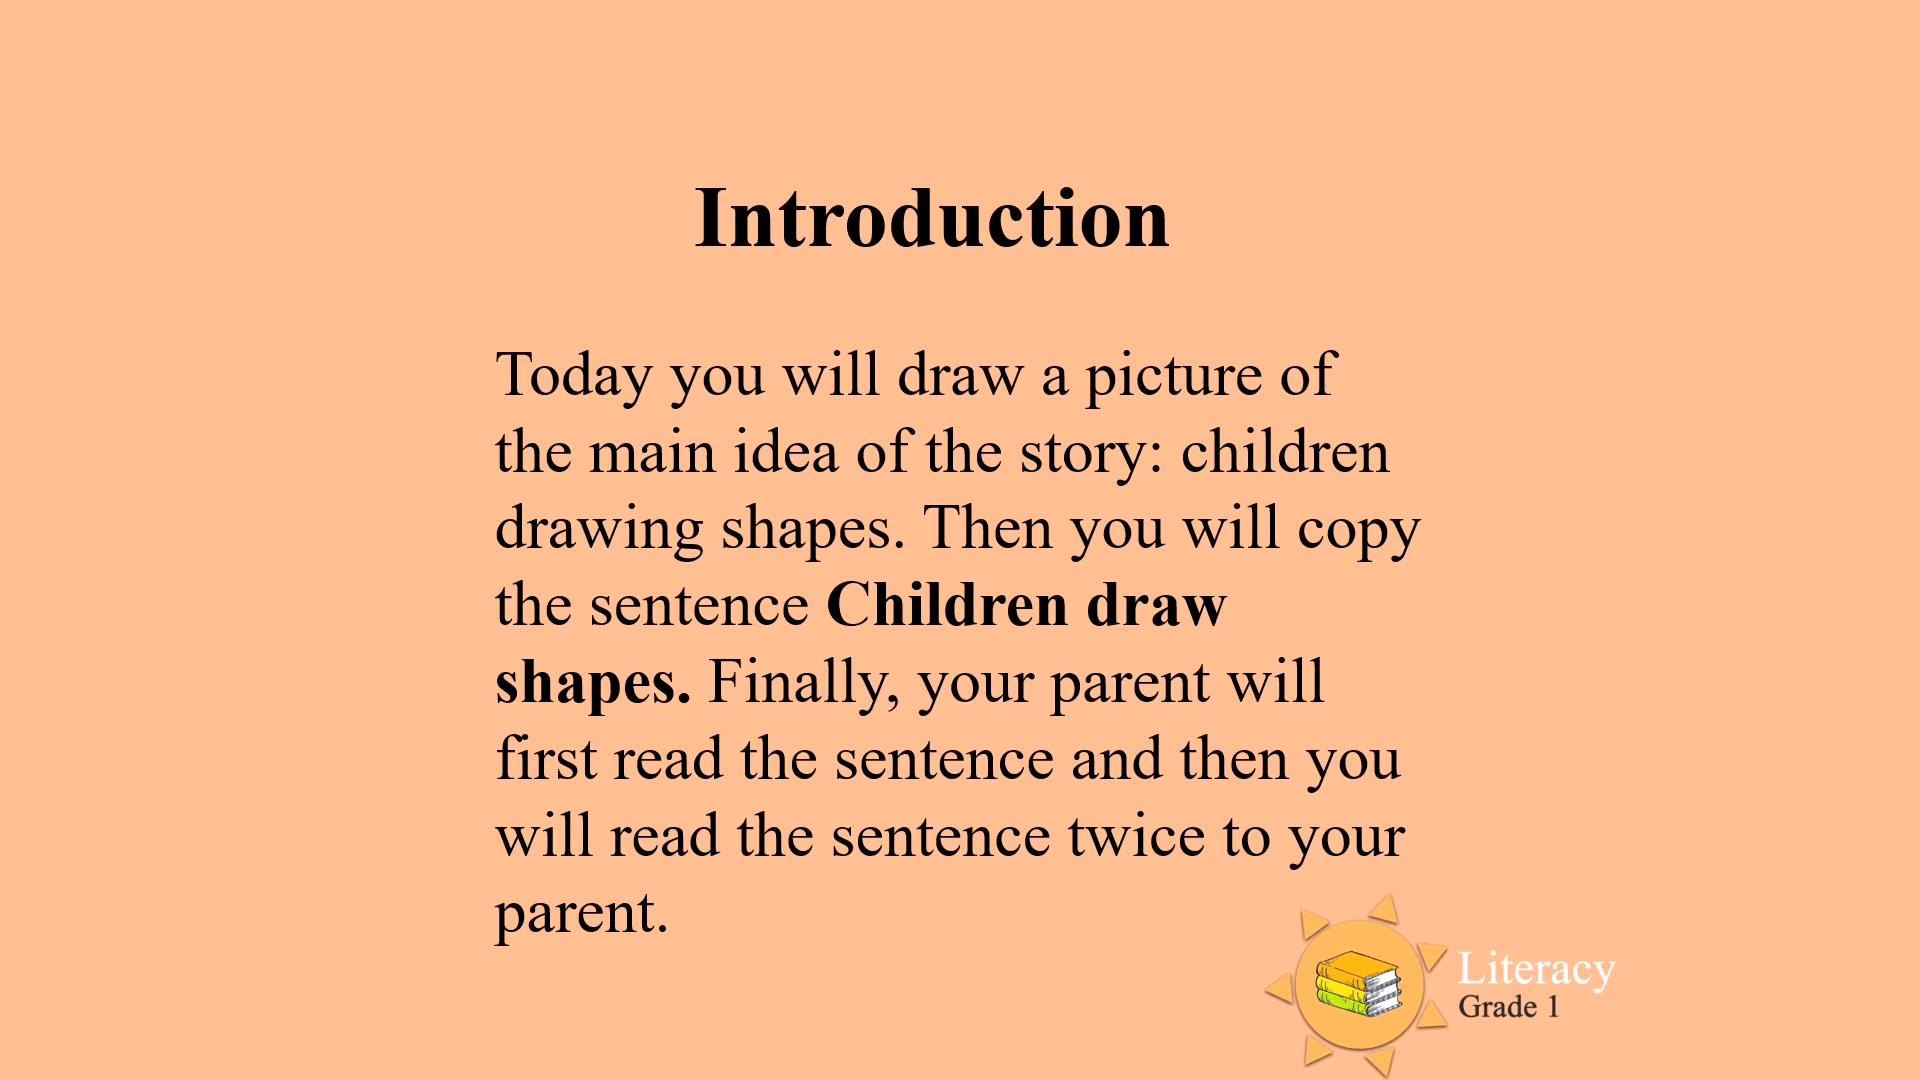 Introduction
Today you will draw a picture of
the main idea of the story: children
drawing shapes. Then you will copy
the sentence Children draw
shapes. Finally, your parent will
first read the sentence and then you
will read the sentence twice to your
parent.
Literacy
Grade 1